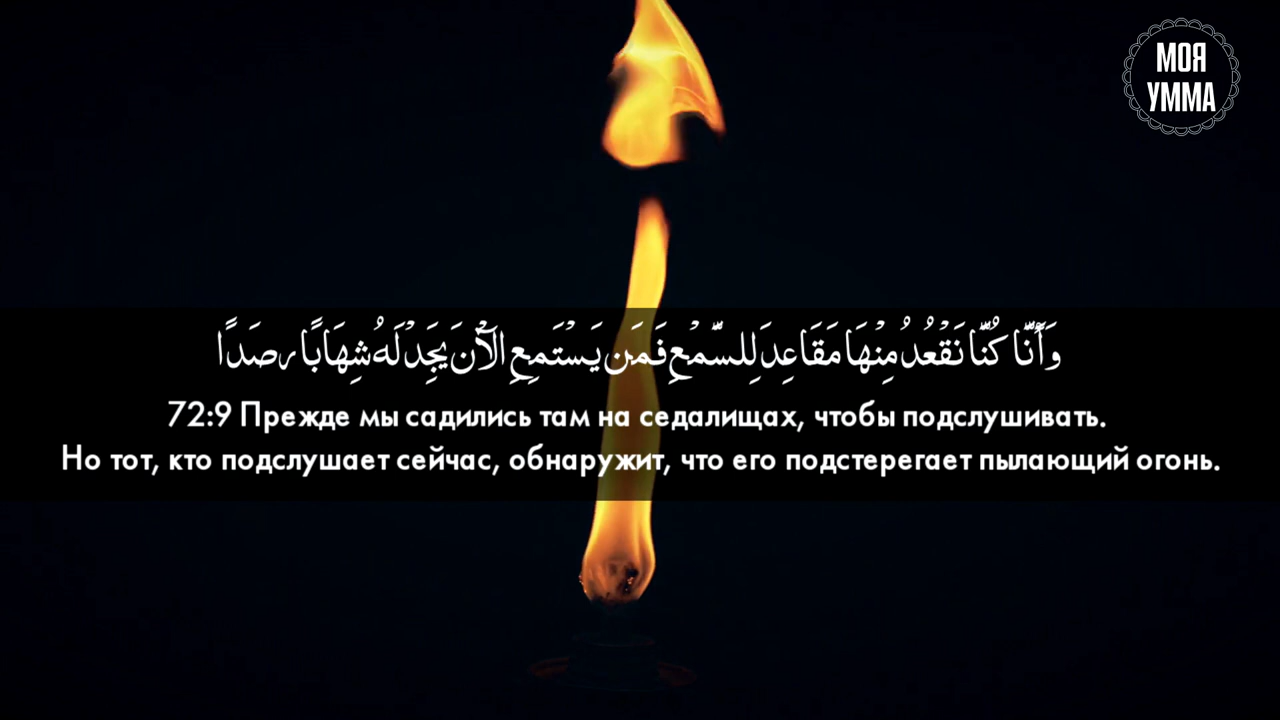 МОЯ
УММА
وَأَنَّا كُنَّا نَقْعُدُ مِنْهَا مَقَاعِدَ لِلسَّمْعِ فَمَن يَسْتَمِعِ الْآنَ يَجِدْ لَهُ شِهَابًا رصَدًا
72:9 Прежде мы садились там на седалищах, чтобы подслушивать.
Но тот, кто подслушает сейчас, обнаружит, что его подстерегает пылающий огонь.